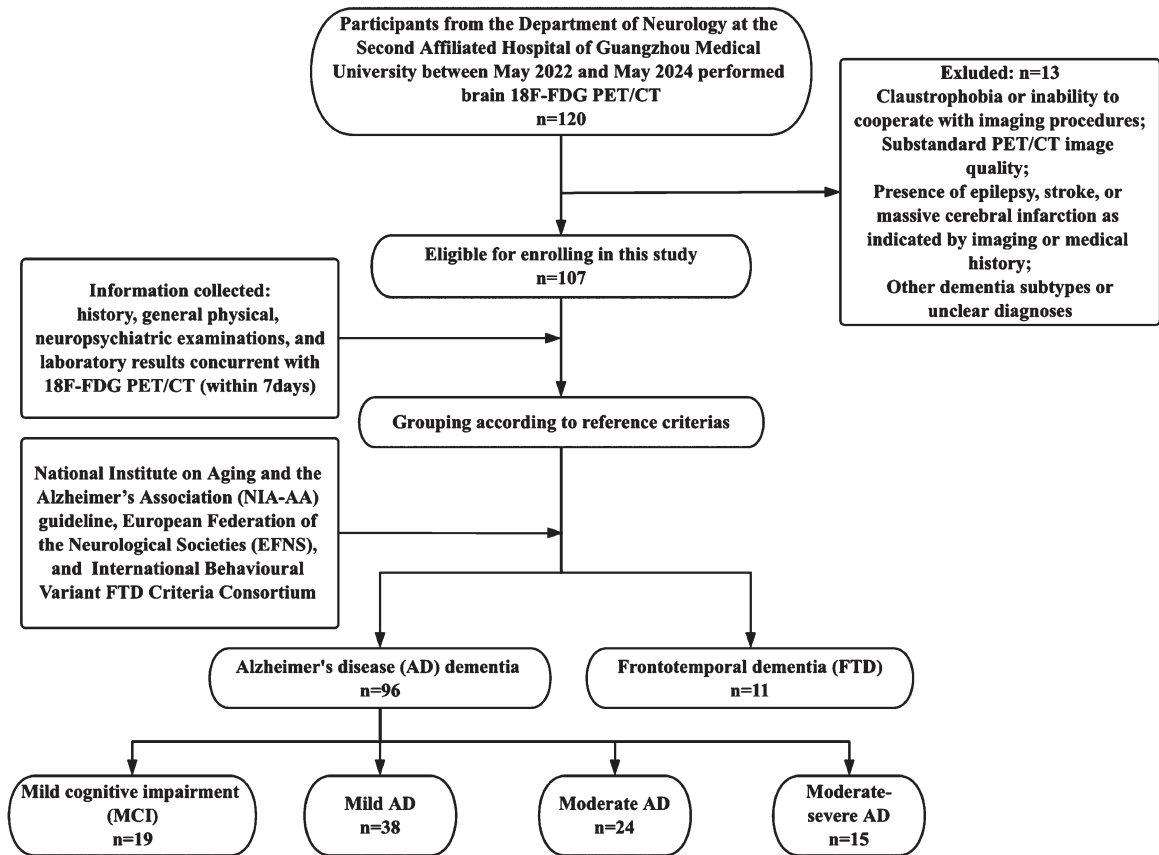 Participants from the Department of Neurology at the
Second Affiliated Hospital of Guangzhou Medical
University between May 2022 and May 2024 performed
brain 18F-FDG PET/CT
n=120
Exluded: n=13
Claustrophobia or inability to
cooperate with imaging procedures;
Substandard PET/CT image
quality;
Presence of epilepsy, stroke, or
massive cerebral infarction as
indicated by imaging or medical
history;
Other dementia subtypes or
unclear diagnoses
Eligible for enrolling in this study
n=107
Information collected:
history, general physical,
neuropsychiatric examinations, and
laboratory results concurrent with
18F-FDG PET/CT (within 7days)
Grouping according to reference criterias
National Institute on Aging and the
Alzheimer’s Association (NIA-AA)
guideline, European Federation of
the Neurological Societies (EFNS),
and International Behavioural
Variant FTD Criteria Consortium
Alzheimer's disease (AD) dementia
n=96
Frontotemporal dementia (FTD)
n=11
Mild cognitive impairment
(MCI)
n=19
Mild AD
n=38
Moderate AD
n=24
Moderate-
severe AD
n=15